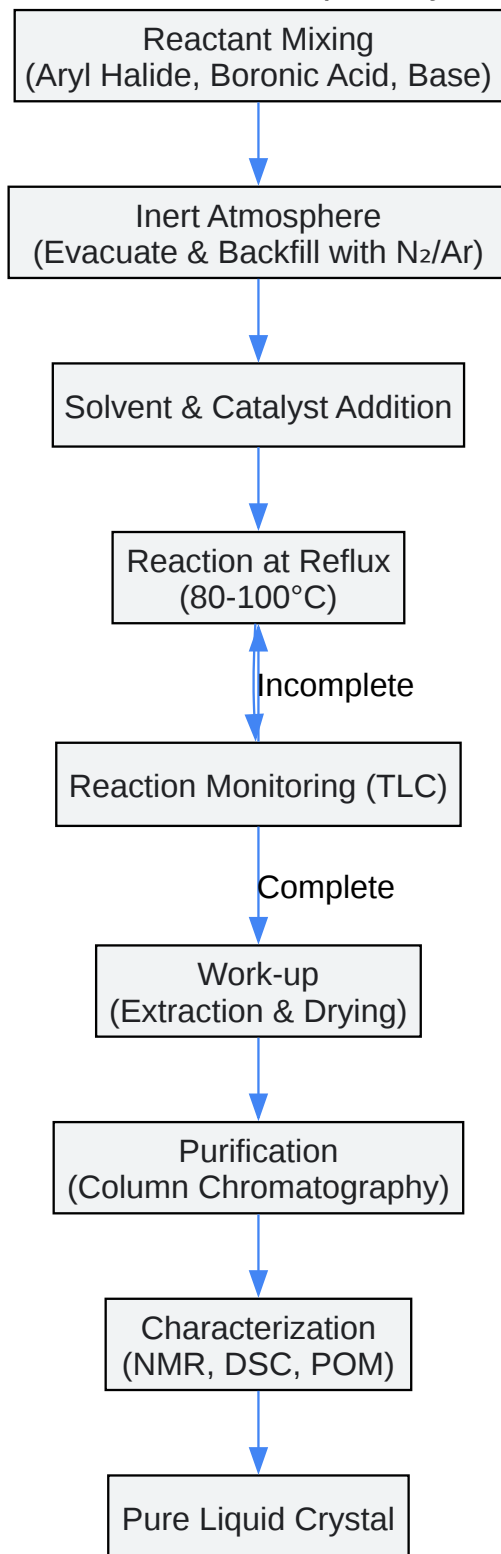 Reactant Mixing
(Aryl Halide, Boronic Acid, Base)
Inert Atmosphere
(Evacuate & Backfill with N₂/Ar)
Solvent & Catalyst Addition
Reaction at Reflux
(80-100°C)
Incomplete
Reaction Monitoring (TLC)
Complete
Work-up
(Extraction & Drying)
Purification
(Column Chromatography)
Characterization
(NMR, DSC, POM)
Pure Liquid Crystal